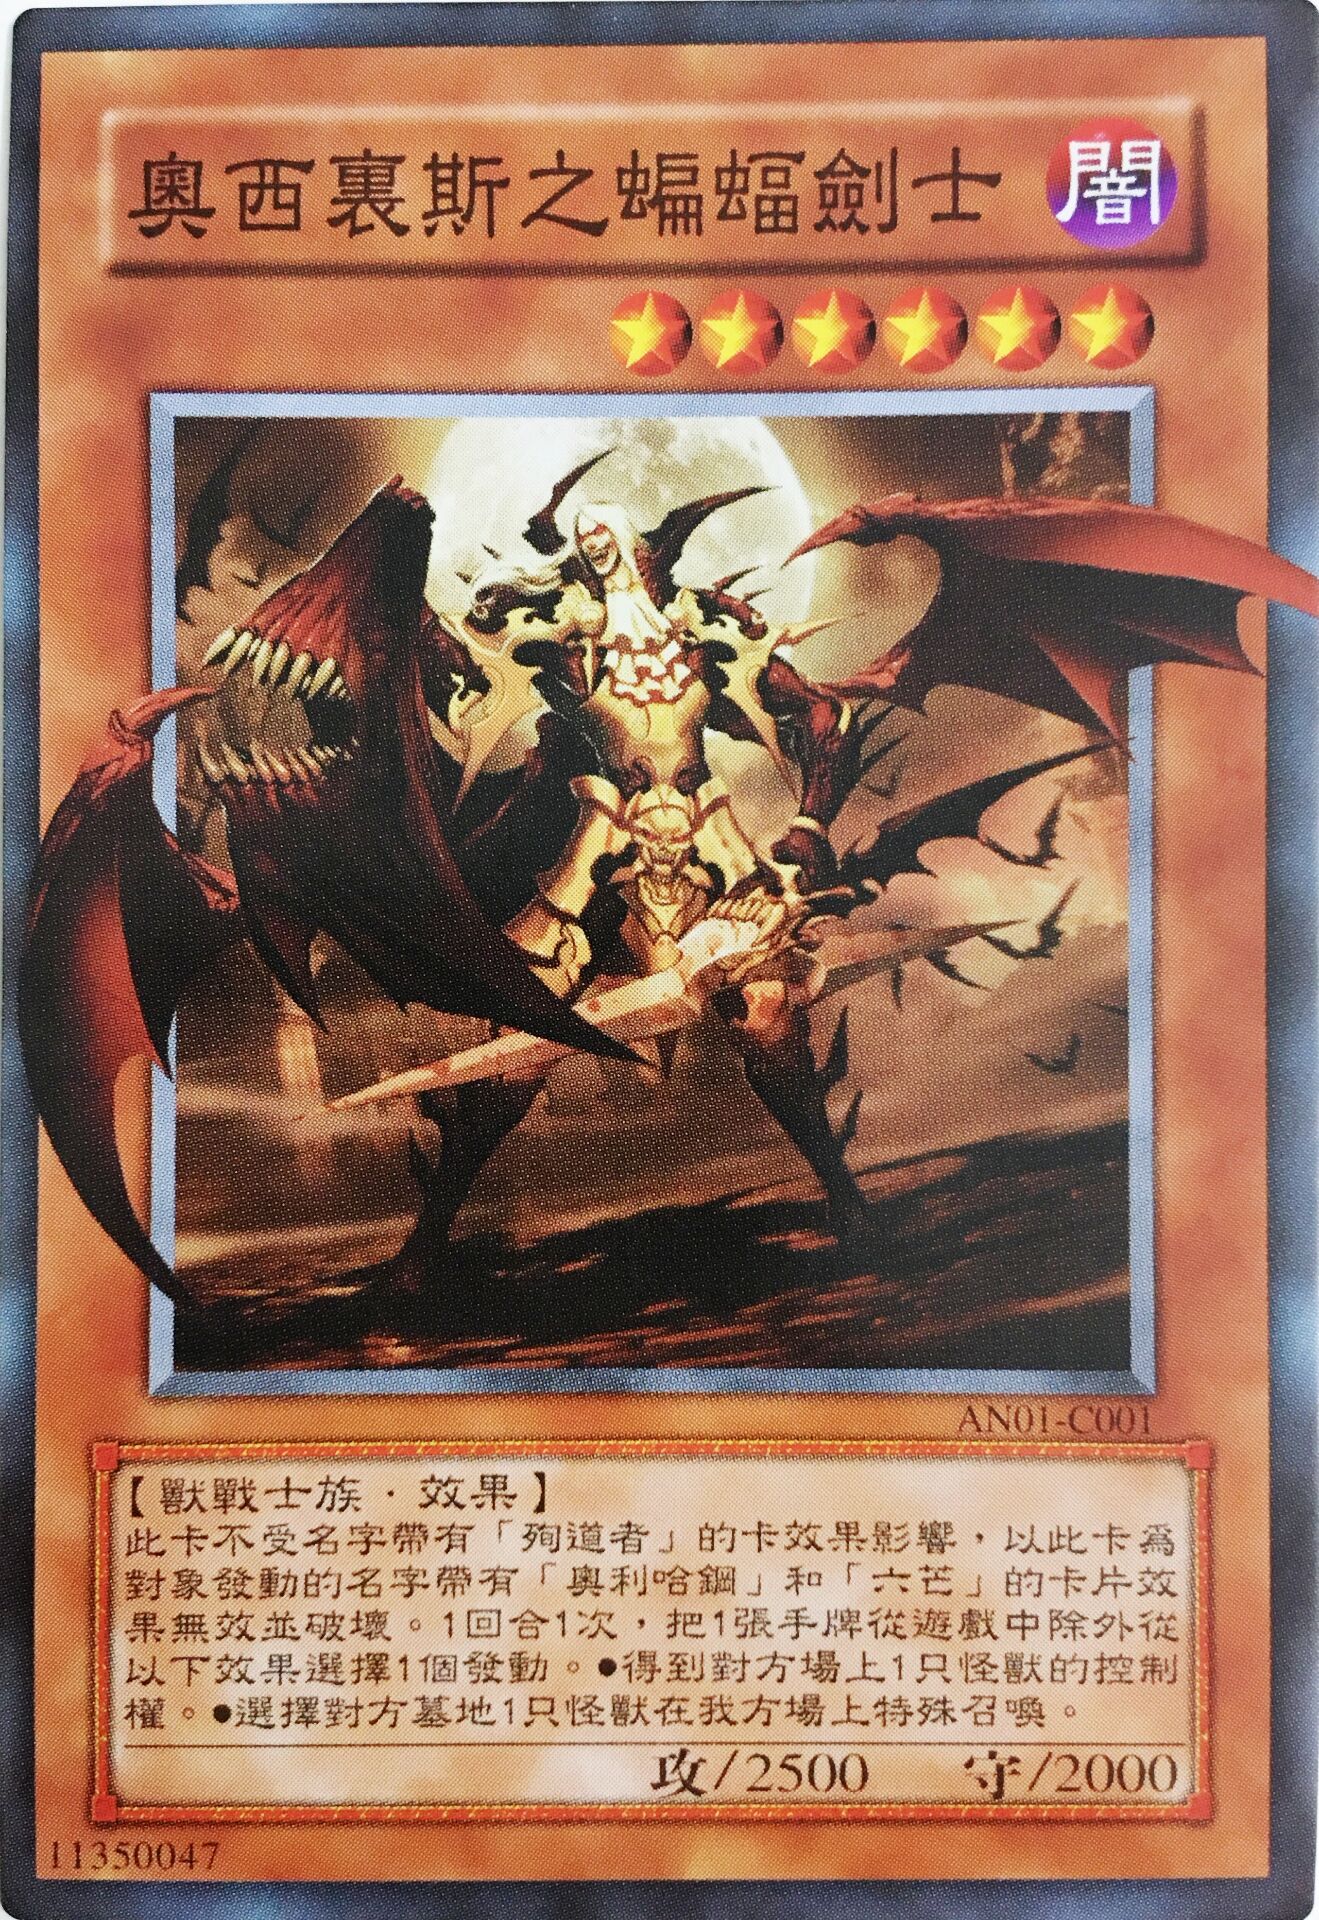 奧西裏斯之蝙蝠劍士
闇
AN01-C001
【獸戰士族·效果】
此卡不受名字帶有「殉道者」的卡效果影響，以此卡為
對象發動的名字帶有「奧利哈鋼」和「六芒」的卡片效
果無效並破壞。1回合1次，把1張手牌從遊戲中除外從
以下效果選擇1個發動。●得到對方場上1只怪獸的控制
權。●選擇對方墓地1只怪獸在我方場上特殊召喚。
攻/2500 守/2000
11350047